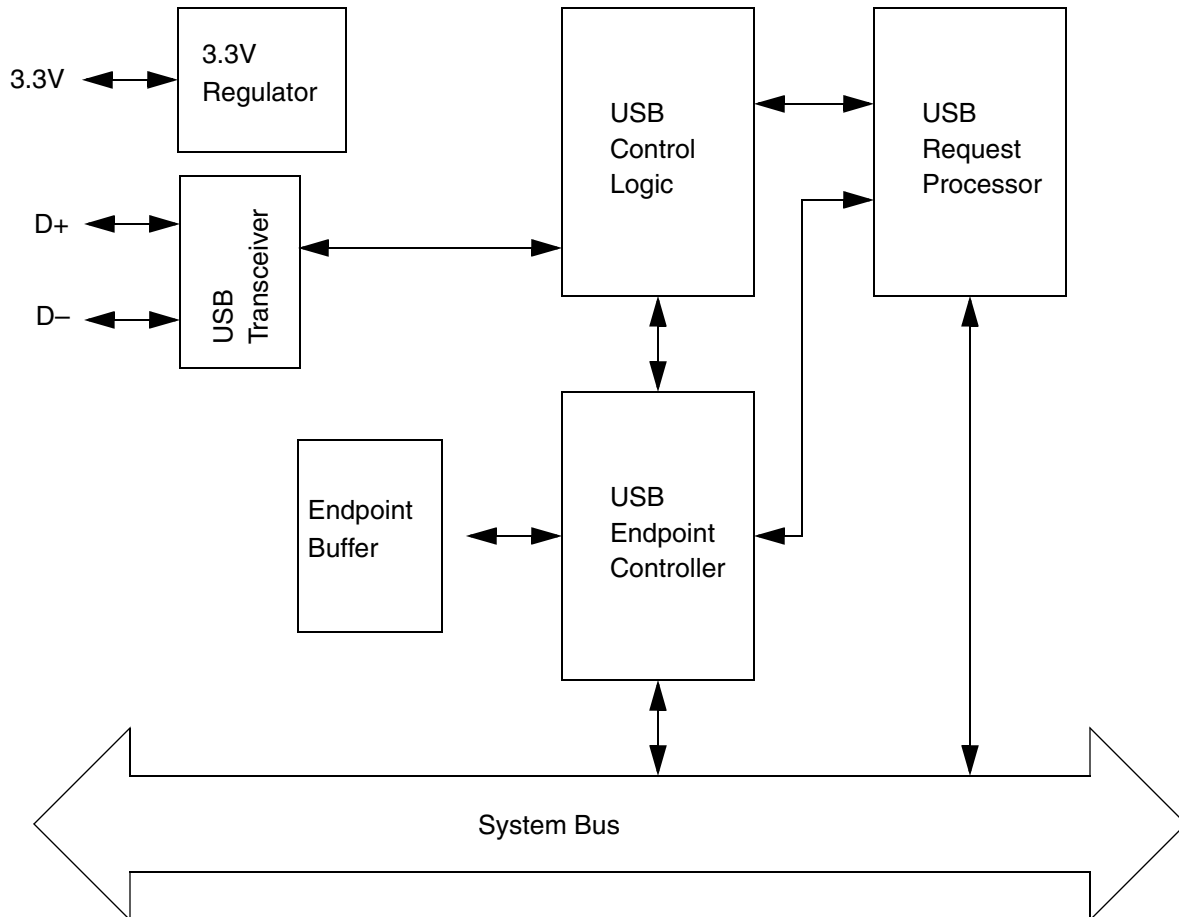 3.3V
3.3V
Regulator
D+
D–
USB
Transceiver
USB
Control
Logic
USB
Request
Processor
Endpoint
Buffer
USB
Endpoint
Controller
System Bus